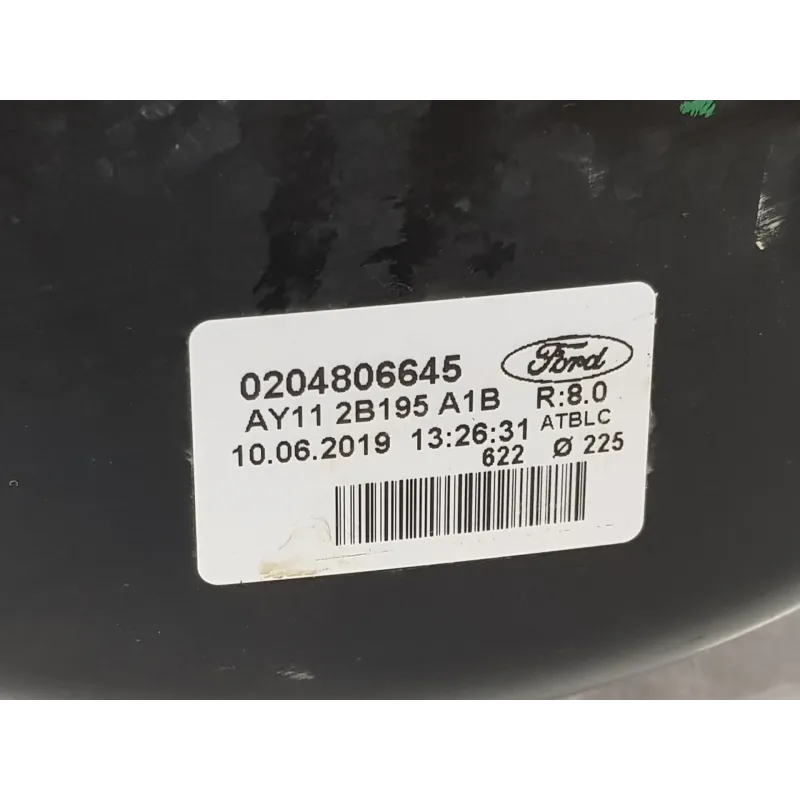 0204806645 Ford
AY11 2B195 A1B R:8.0
10.06.2019 13:26:31 ATBLC
622 Ø 225